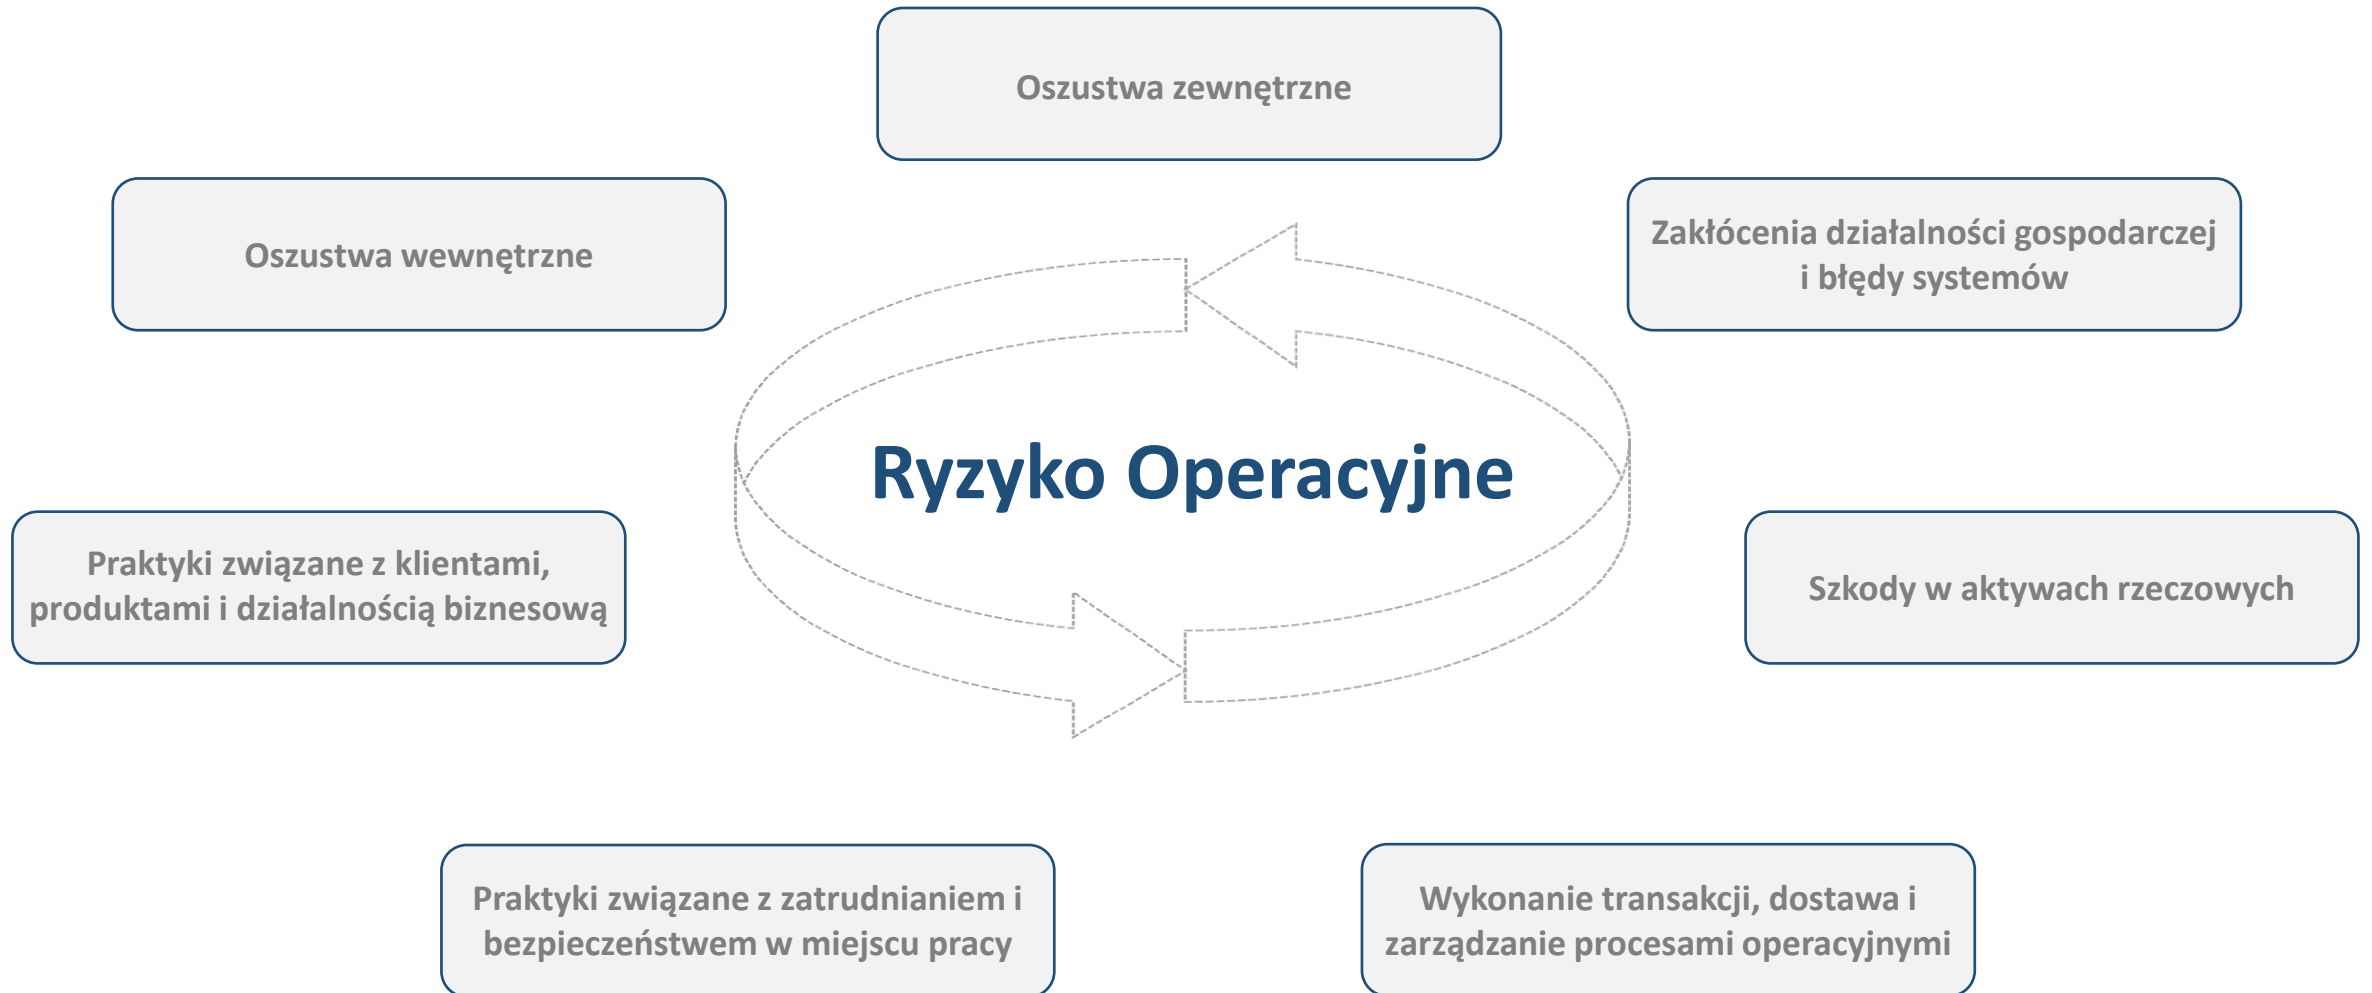 Oszustwa zewnętrzne
Oszustwa wewnętrzne
Zakłócenia działalności gospodarczej
i błędy systemów
Ryzyko Operacyjne
Praktyki związane z klientami,
produktami i działalnością biznesową
Szkody w aktywach rzeczowych
Praktyki związane z zatrudnianiem i
bezpieczeństwem w miejscu pracy
Wykonanie transakcji, dostawa i
zarządzanie procesami operacyjnymi